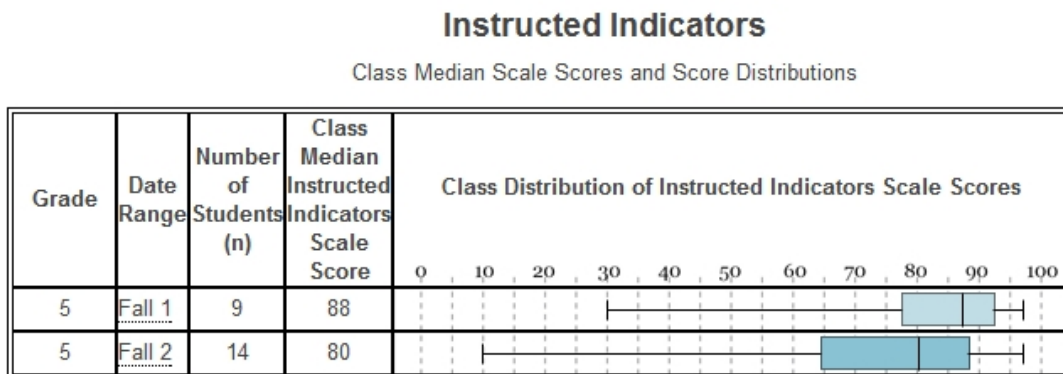 Instructed Indicators
Class Median Scale Scores and Score Distributions
Grade
Date
Range
Number
of
Students
(n)
Class
Median
Instructed
Indicators
Scale
Score
Class Distribution of Instructed Indicators Scale Scores
0 10 20 30 40 50 60 70 80 90 100
5 Fall 1 9 88
5 Fall 2 14 80